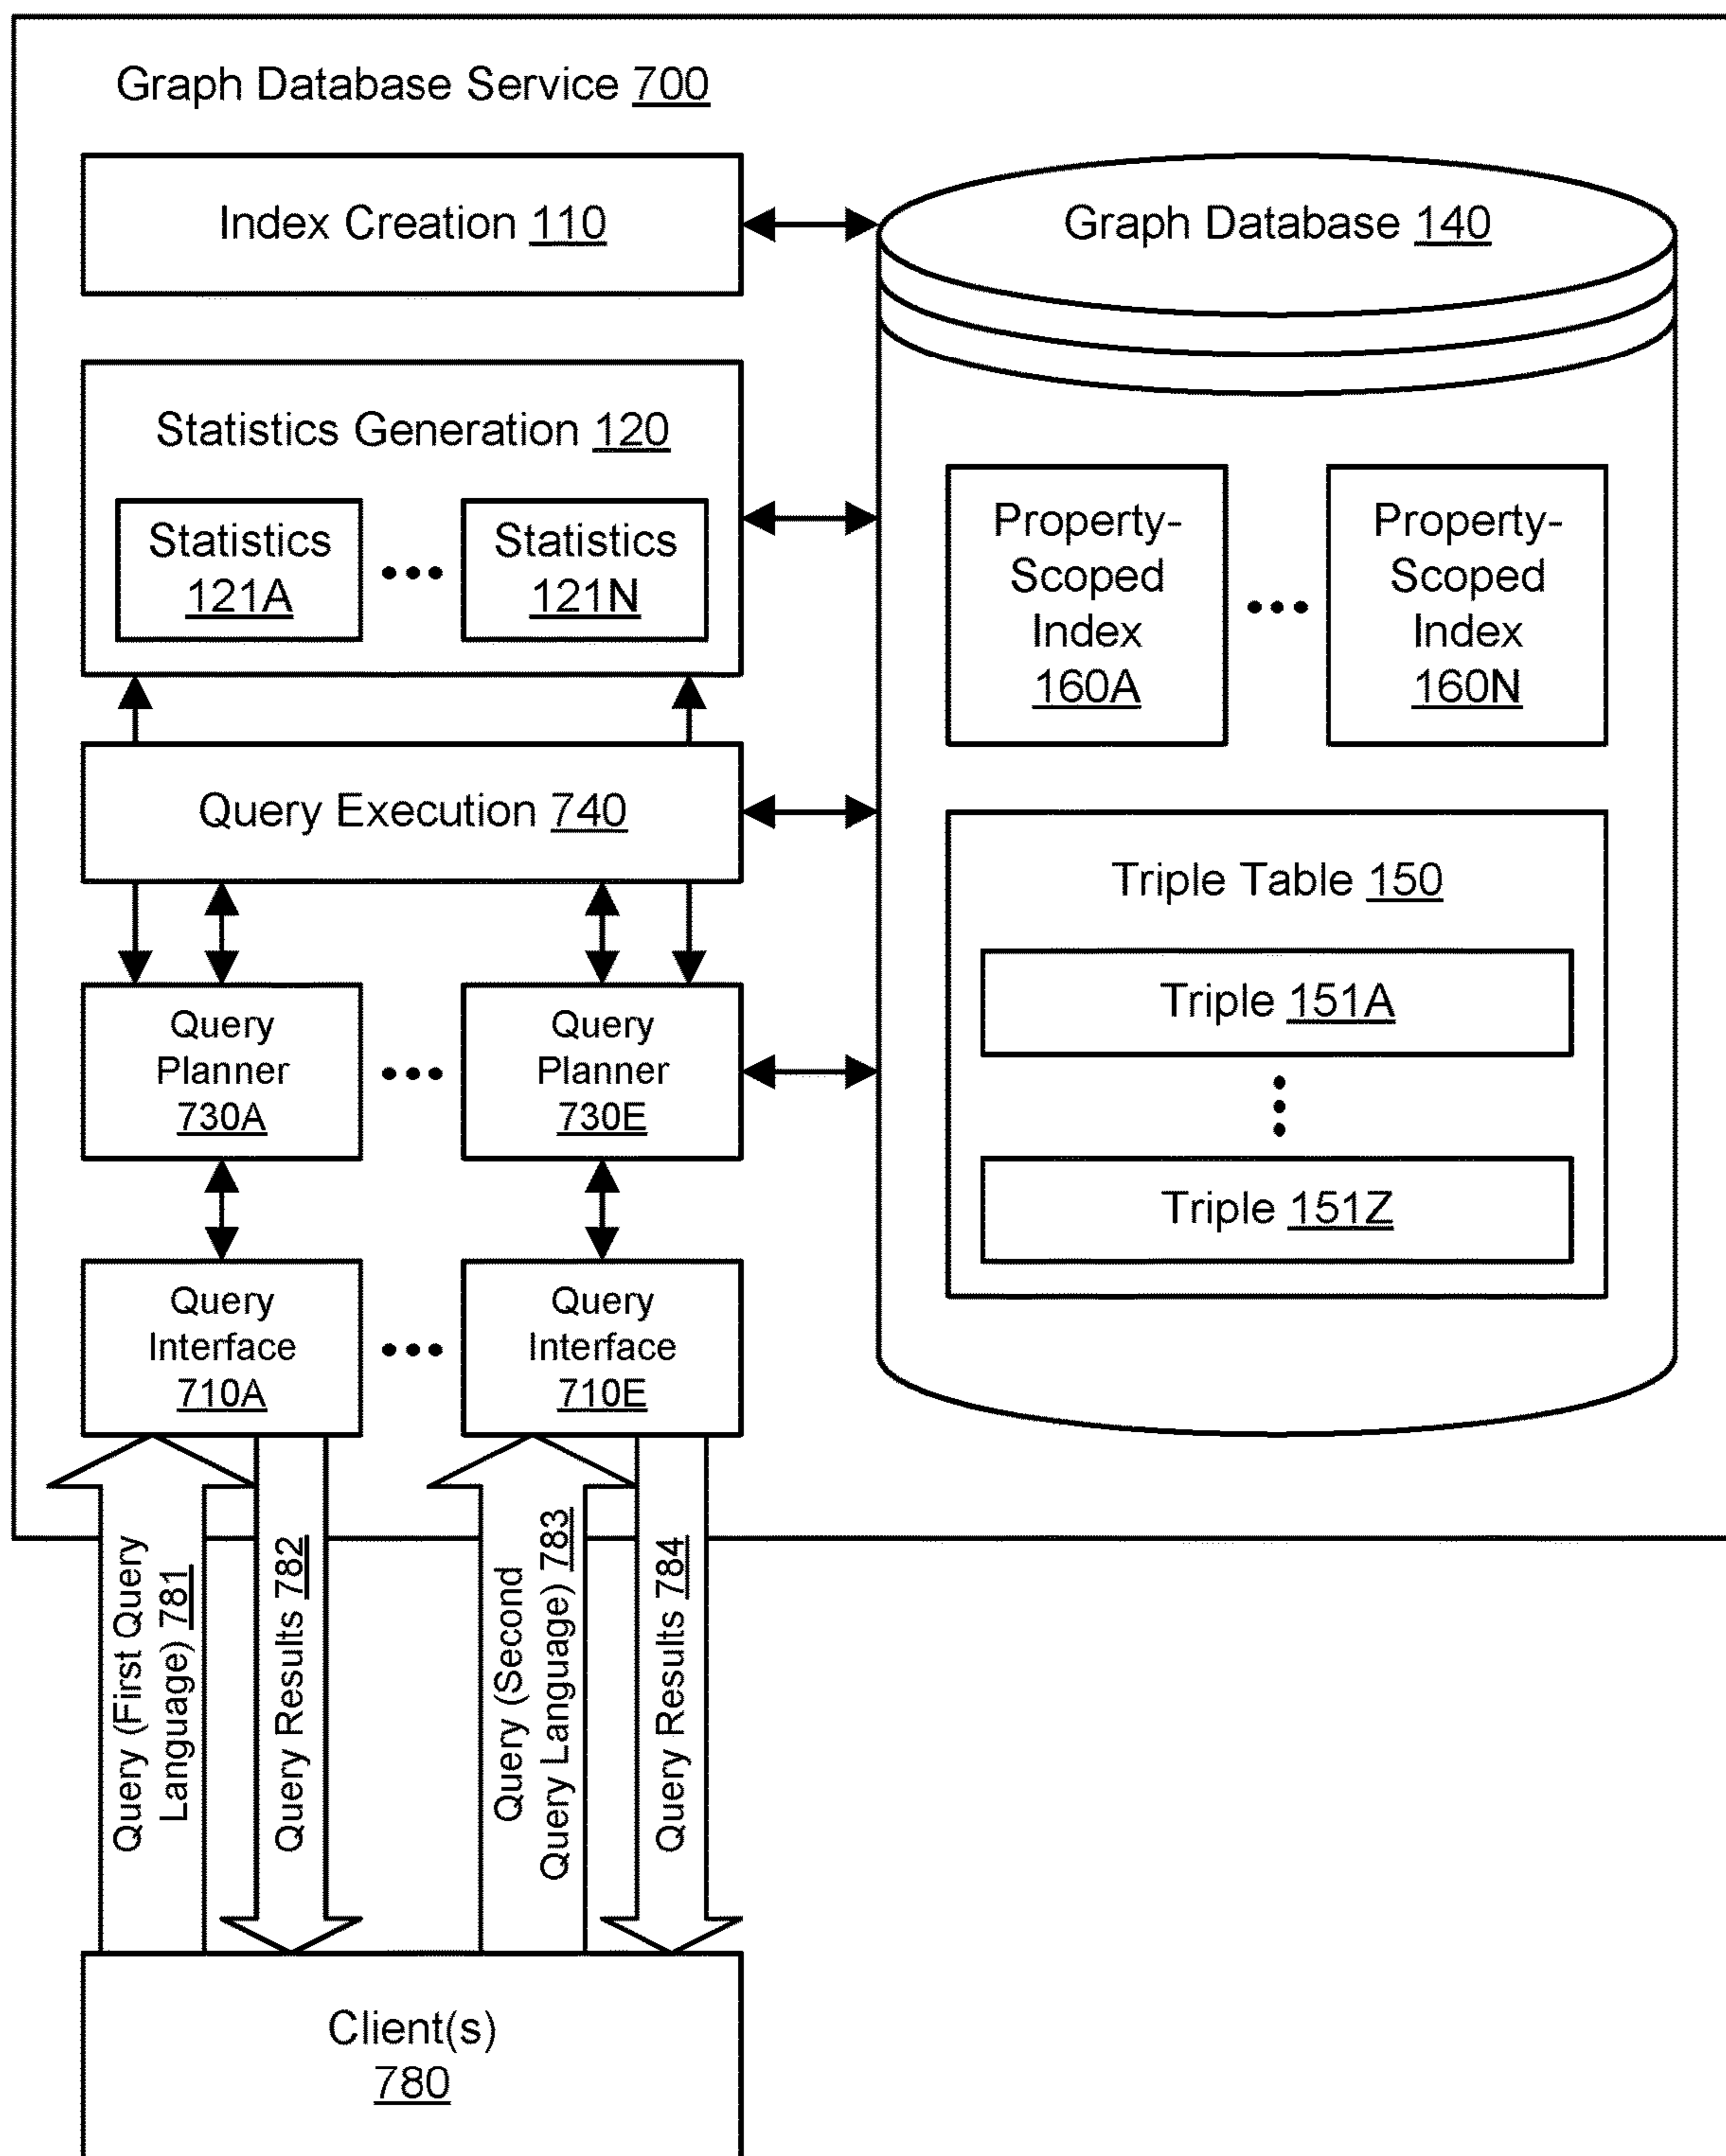 Graph Database Service 700
Index Creation 110
Graph Database 140
Statistics Generation 120
Statistics
121A
Statistics
121N
Property-
Scoped
Index
160A
Property-
Scoped
Index
160N
Query Execution 740
Triple Table 150
Triple 151A
Triple 151Z
Query
Planner
730A
Query
Planner
730E
Query
Interface
710A
Query
Interface
710E
Query (First Query
Language) 781
Query Results 782
Query (Second
Query Language) 783
Query Results 784
Client(s)
780